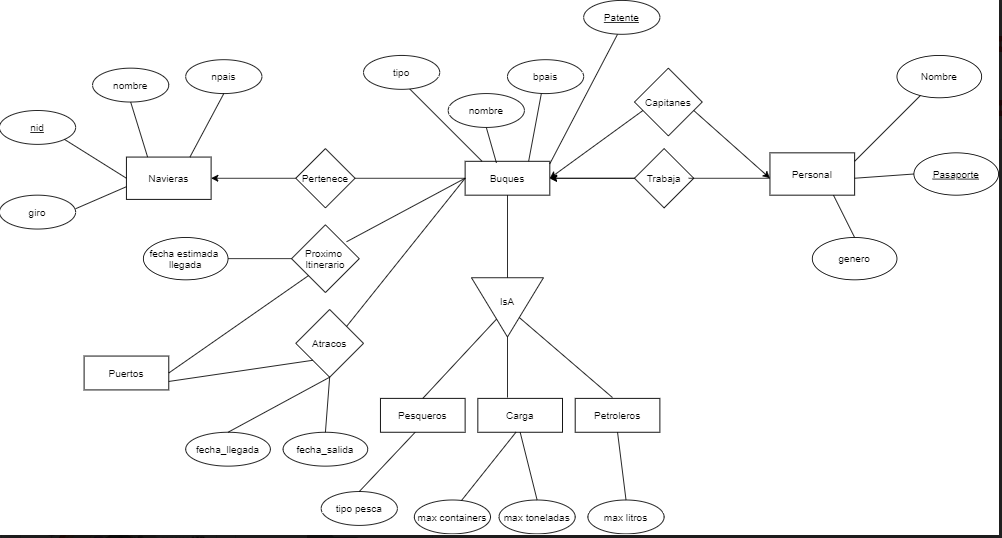 Patente
tipo
bpais
nombre
npais
nombre
Nombre
Capitanes
nid
Navieras
Pertenece
Buques
Trabaja
Personal
Pasaporte
giro
fecha estimada
llegada
Proximo
Itinerario
genero
IsA
Atracos
Puertos
Pesqueros
Carga
Petroleros
fecha_llegada
fecha_salida
tipo pesca
max containers
max toneladas
max litros